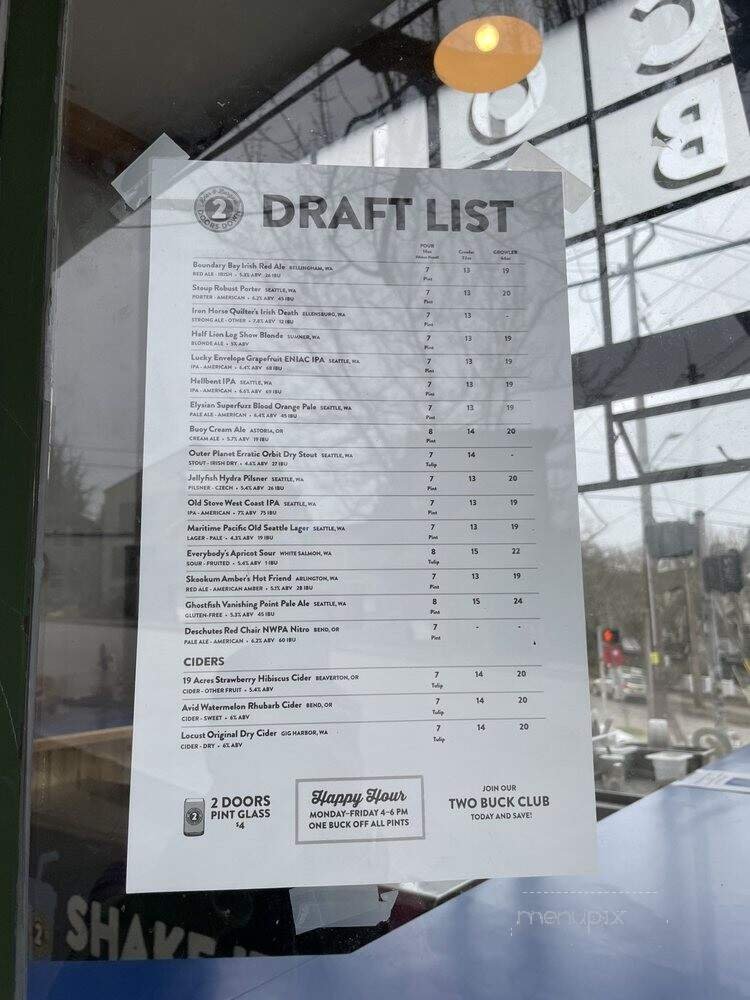 2
DOORS DOWN
DRAFT LIST
POUR Crowler GROWLER
16oz 32oz 64oz
Boundary Bay Irish Red Ale BELLINGHAM, WA 7 13 19
RED ALE - IRISH • 5.3% ABV 26 IBU Pint
Stoup Robust Porter SEATTLE, WA 7 13 20
PORTER - AMERICAN • 6.2% ABV 45 IBU Pint
Iron Horse Quilter's Irish Death ELLENSBURG, WA 7 13 -
STRONG ALE - OTHER • 7.8% ABV 12 IBU Pint
Half Lion Log Show Blonde SUMNER, WA 7 13 19
BLONDE ALE • 5% ABV Pint
Lucky Envelope Grapefruit ENIAC IPA SEATTLE, WA 7 13 19
IPA - AMERICAN • 6.4% ABV 68 IBU Pint
Hellbent IPA SEATTLE, WA 7 13 19
IPA - AMERICAN • 6.6% ABV 69 IBU Pint
Elysian Superfuzz Blood Orange Pale SEATTLE, WA 7 13 19
PALE ALE - AMERICAN • 6.4% ABV 45 IBU Pint
Buoy Cream Ale ASTORIA, OR 8 14 20
CREAM ALE • 5.7% ABV 19 IBU Pint
Outer Planet Erratic Orbit Dry Stout SEATTLE, WA 7 14 -
STOUT - IRISH DRY • 4.6% ABV 27 IBU Tulip
Jellyfish Hydra Pilsner SEATTLE, WA 7 13 20
PILSNER - CZECH • 5.4% ABV 26 IBU Pint
Old Stove West Coast IPA SEATTLE, WA 7 13 19
IPA - AMERICAN • 7% ABV 75 IBU Pint
Maritime Pacific Old Seattle Lager SEATTLE, WA 7 13 19
LAGER - PALE • 4.3% ABV 19 IBU Pint
Everybody's Apricot Sour WHITE SALMON, WA 8 15 22
SOUR - FRUITED • 5.4% ABV 1 IBU Tulip
Skookum Amber's Hot Friend ARLINGTON, WA 7 13 19
RED ALE - AMERICAN AMBER • 5.1% ABV 28 IBU Pint
Ghostfish Vanishing Point Pale Ale SEATTLE, WA 8 15 24
GLUTEN-FREE • 5.3% ABV 45 IBU Pint
Deschutes Red Chair NWPA Nitro BEND, OR 7 - -
PALE ALE - AMERICAN • 6.2% ABV 60 IBU Pint
CIDERS
19 Acres Strawberry Hibiscus Cider BEAVERTON, OR 7 14 20
CIDER - OTHER FRUIT • 5.4% ABV Tulip
Avid Watermelon Rhubarb Cider BEND, OR 7 14 20
CIDER - SWEET • 6% ABV Tulip
Locust Original Dry Cider GIG HARBOR, WA 7 14 20
CIDER - DRY • 6% ABV Tulip
2 DOORS
PINT GLASS
$4
Happy Hour
MONDAY-FRIDAY 4-6 PM
ONE BUCK OFF ALL PINTS
JOIN OUR
TWO BUCK CLUB
TODAY AND SAVE!
SHAKE
menupix